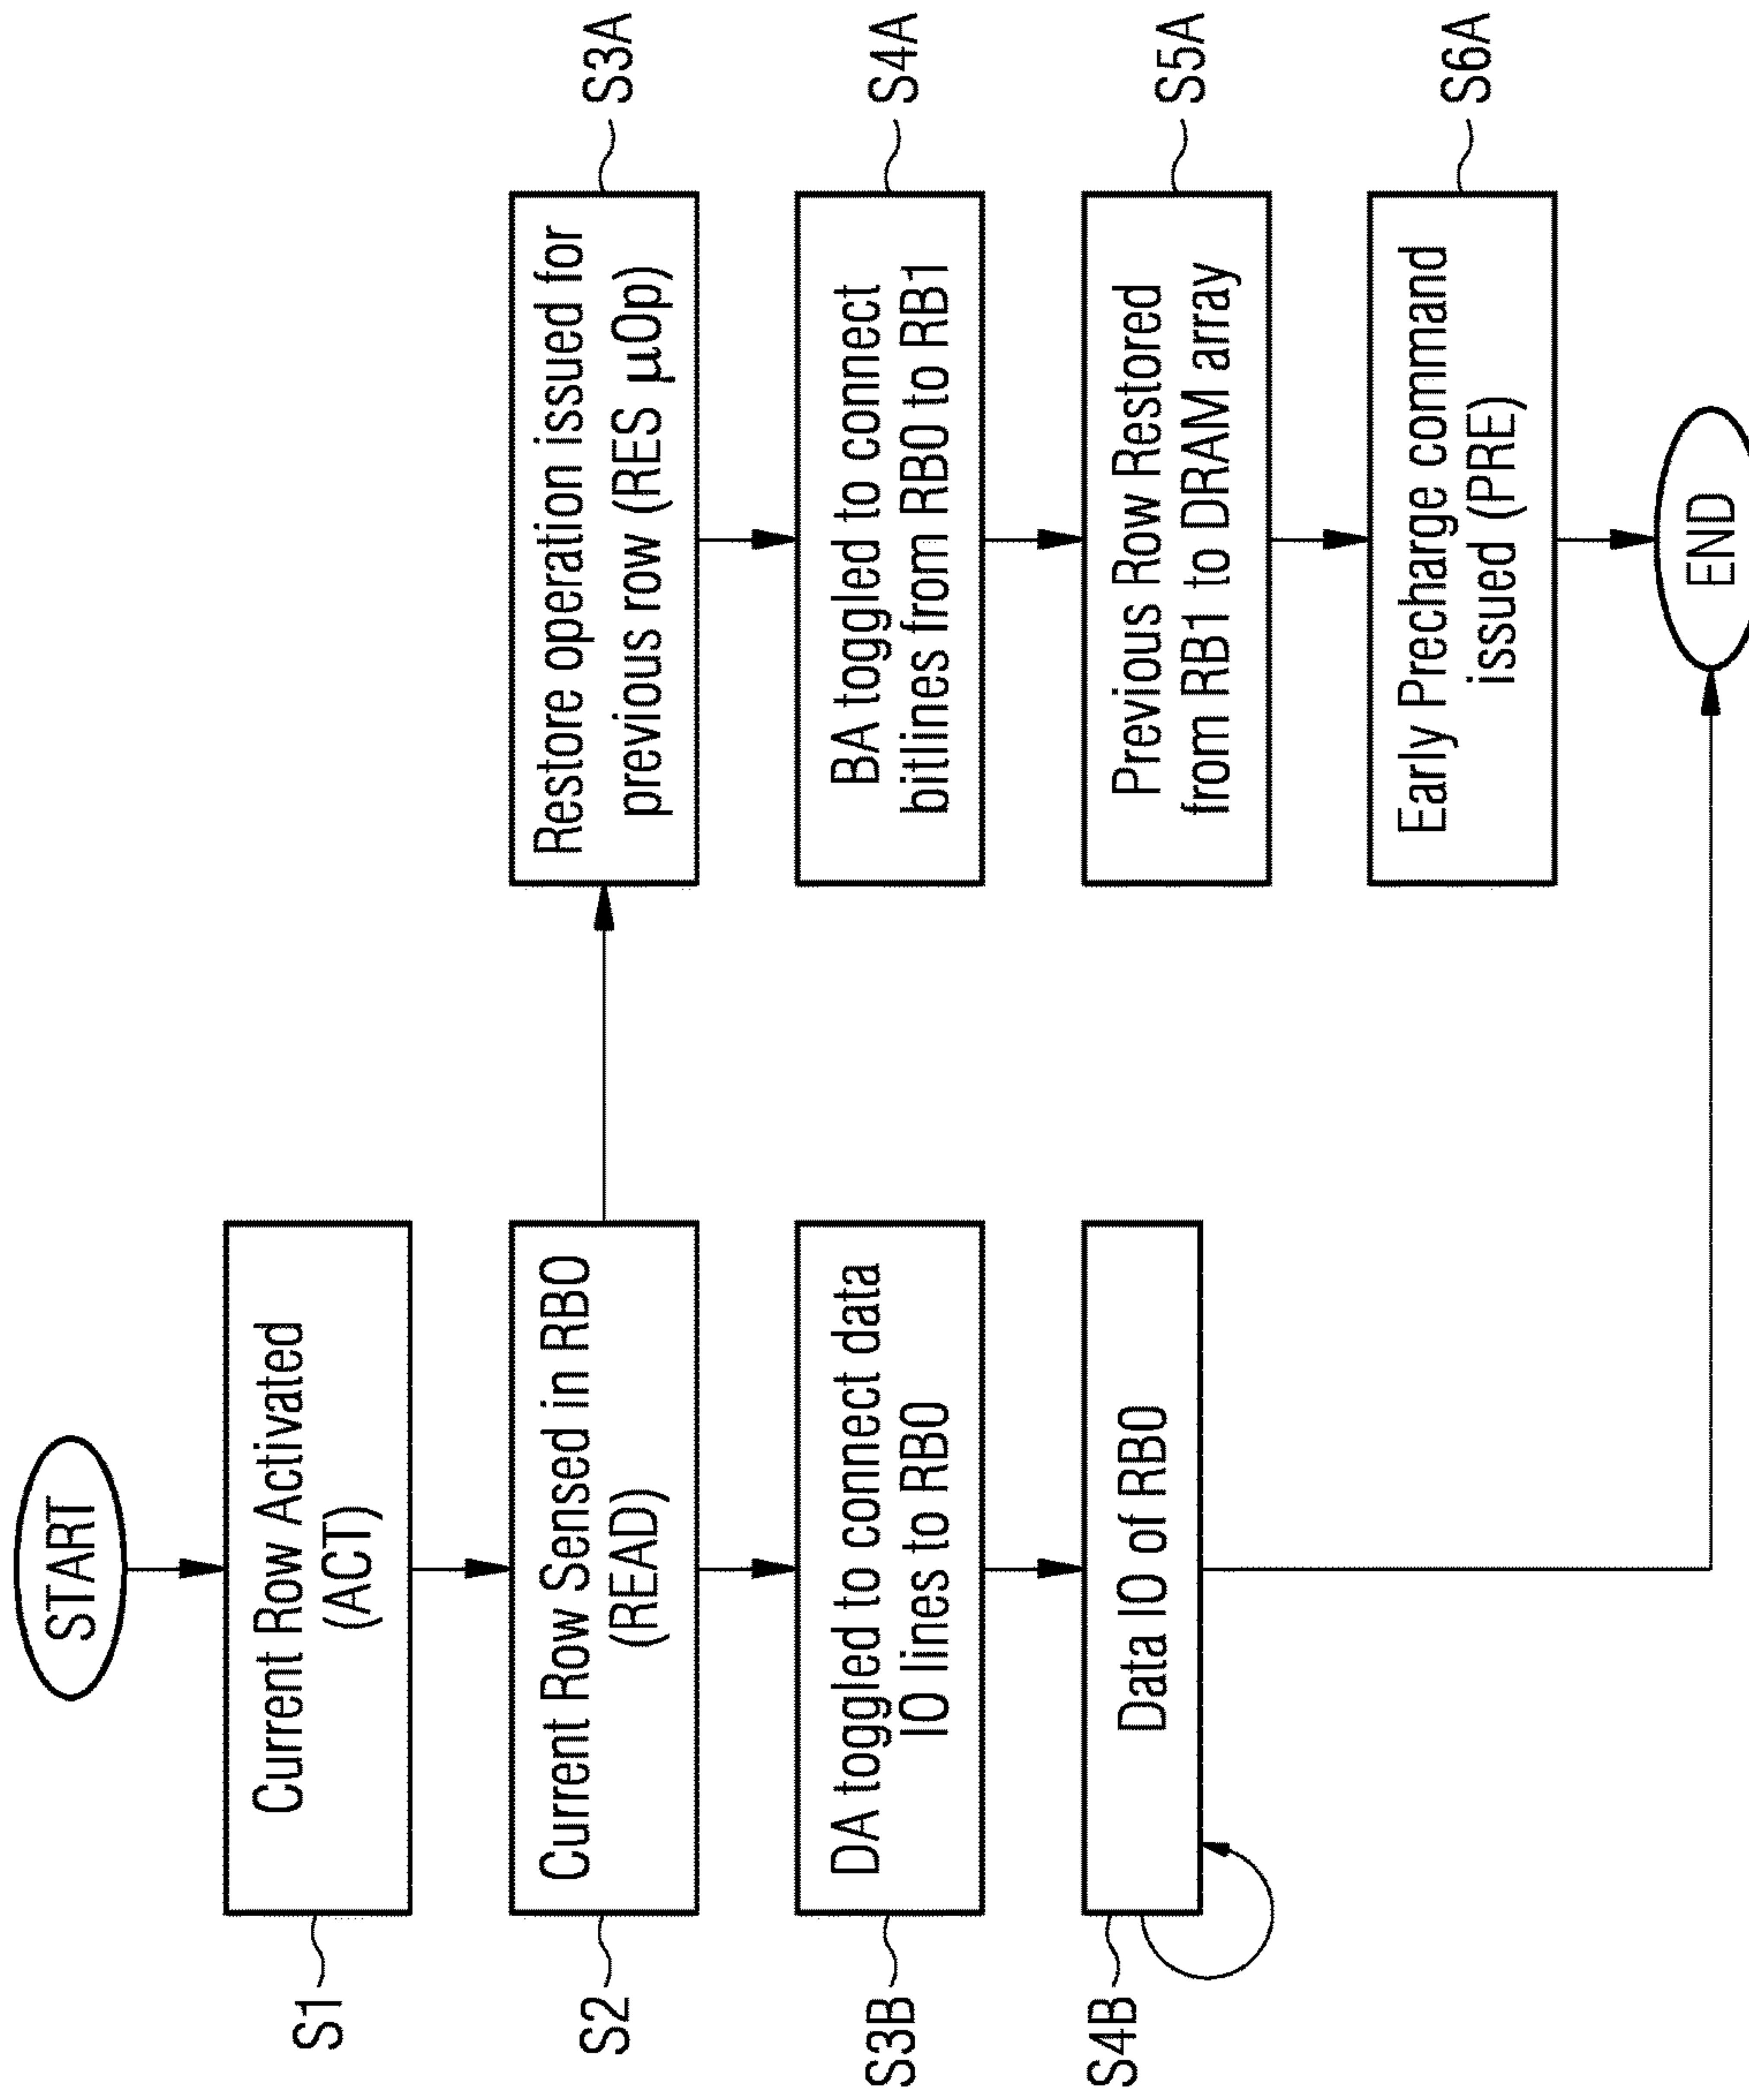 START
S1
Current Row Activated
(ACT)
S2
Current Row Sensed in RB0
(READ)
S3B
DA toggled to connect data
IO lines to RB0
S4B
Data IO of RB0
Restore operation issued for
previous row (RES µOp)
S3A
BA toggled to connect
bitlines from RB0 to RB1
S4A
Previous Row Restored
from RB1 to DRAM array
S5A
Early Precharge command
issued (PRE)
S6A
END